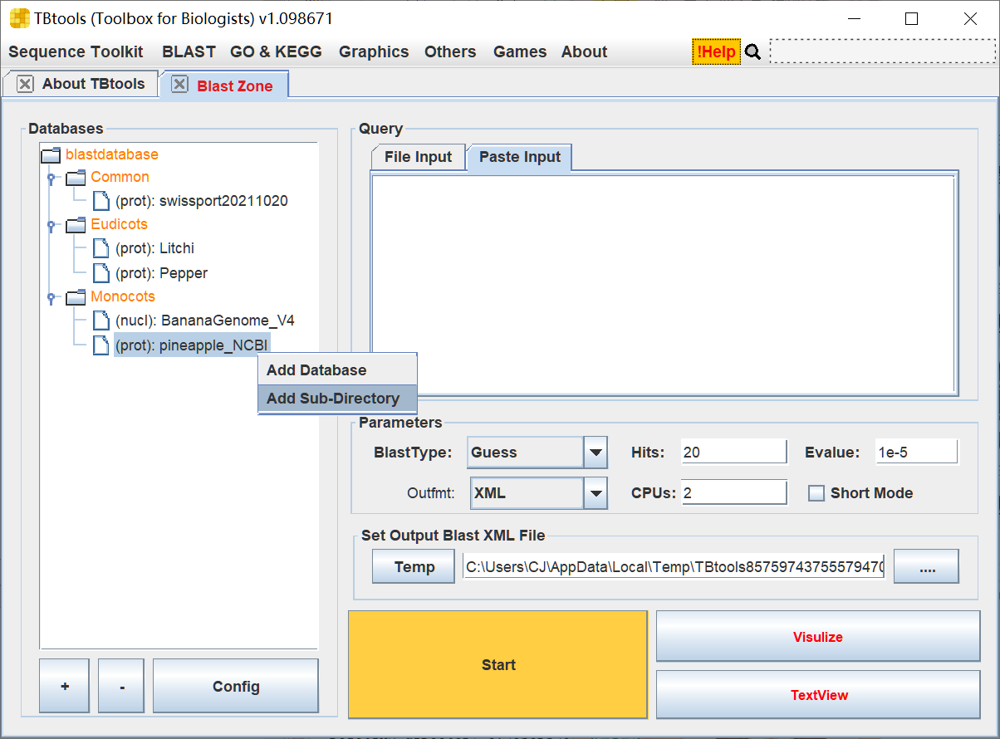 TBtools (Toolbox for Biologists) v1.098671
Sequence Toolkit BLAST GO & KEGG Graphics Others Games About !Help
About TBtools Blast Zone
Databases
blastdatabase
Common
(prot): swissport20211020
Eudicots
(prot): Litchi
(prot): Pepper
Monocots
(nucl): BananaGenome_V4
(prot): pineapple_NCBI
Add Database
Add Sub-Directory
+ - Config
Query
File Input Paste Input
Parameters
BlastType: Guess Hits: 20 Evalue: 1e-5
Outfmt: XML CPUs: 2 Short Mode
Set Output Blast XML File
Temp C:\Users\CJ\AppData\Local\Temp\TBtools85759743755579470 ....
Start
Visulize
TextView